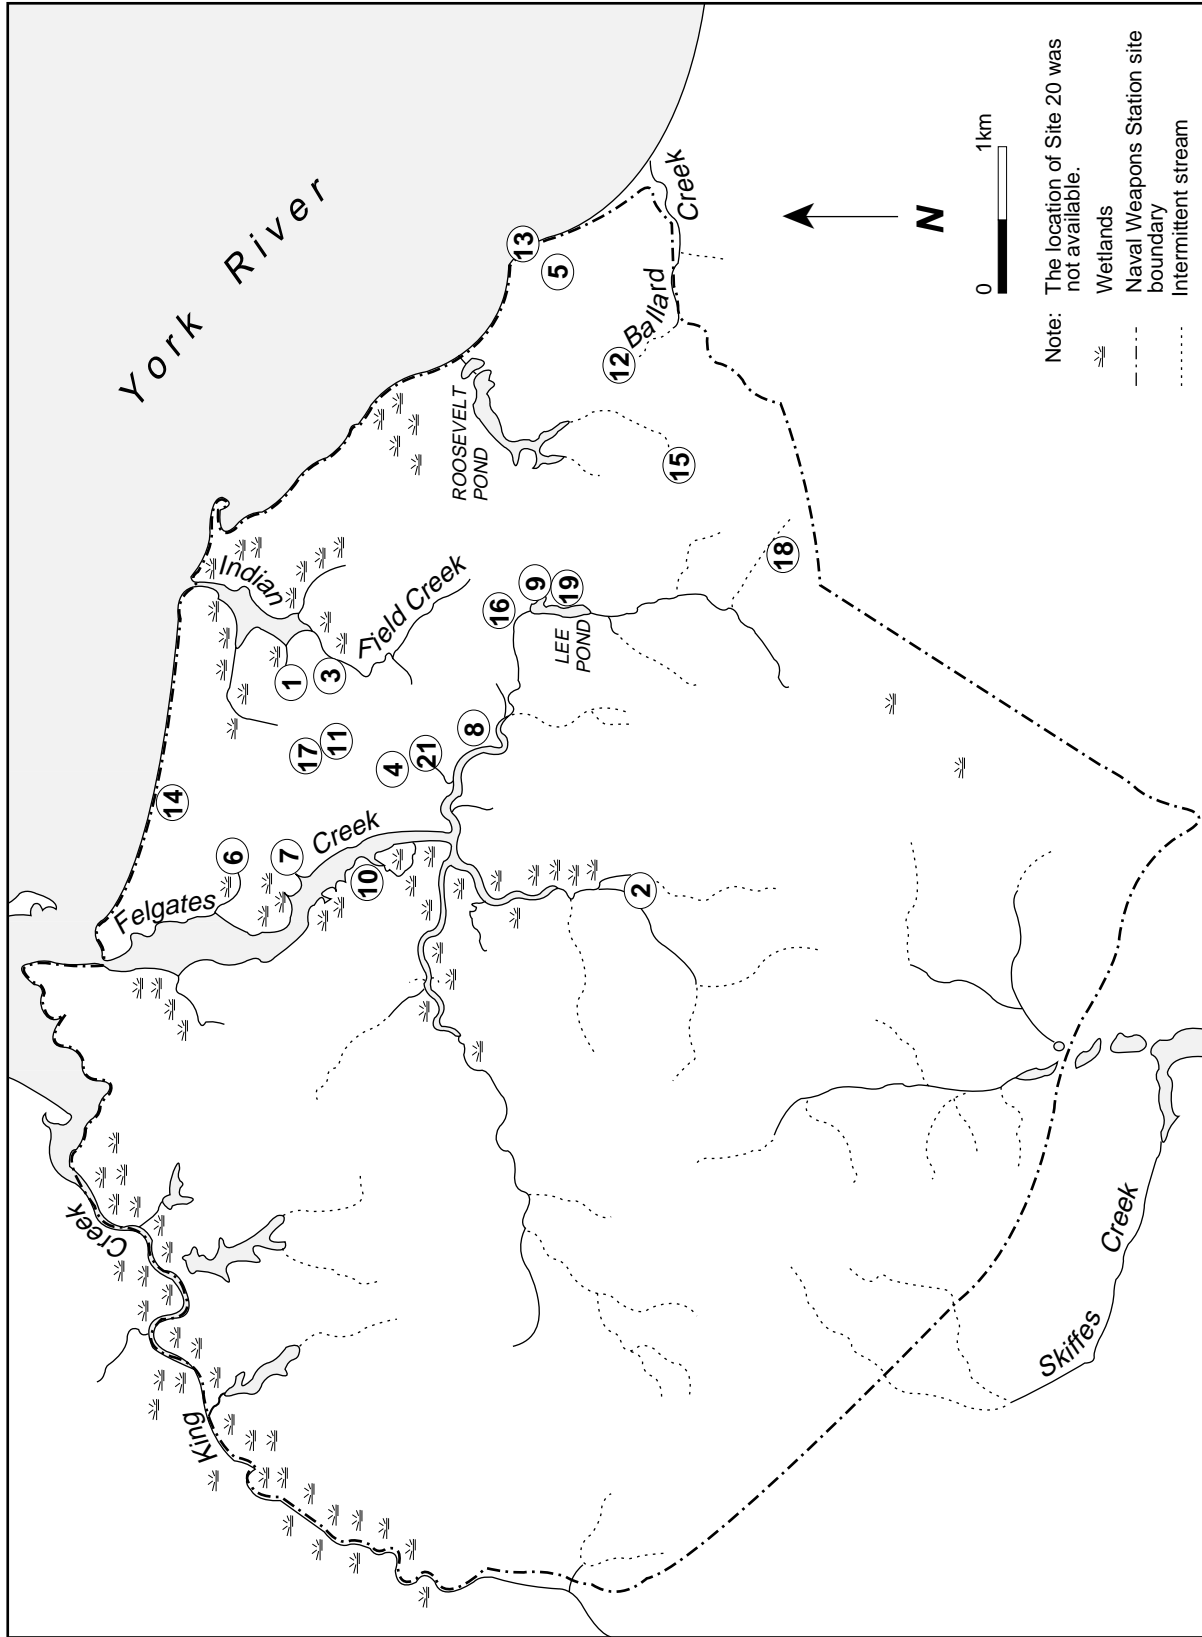 York River
Creek
King
Felgates
Creek
Indian
Field Creek
ROOSEVELT
POND
LEE
POND
Ballard
Creek
Skiffes
Creek
14
6
7
10
17
11
1
3
4
21
8
16
9
19
2
13
5
12
15
18
N
0
1km
Note: The location of Site 20 was
not available.
Wetlands
Naval Weapons Station site
boundary
Intermittent stream